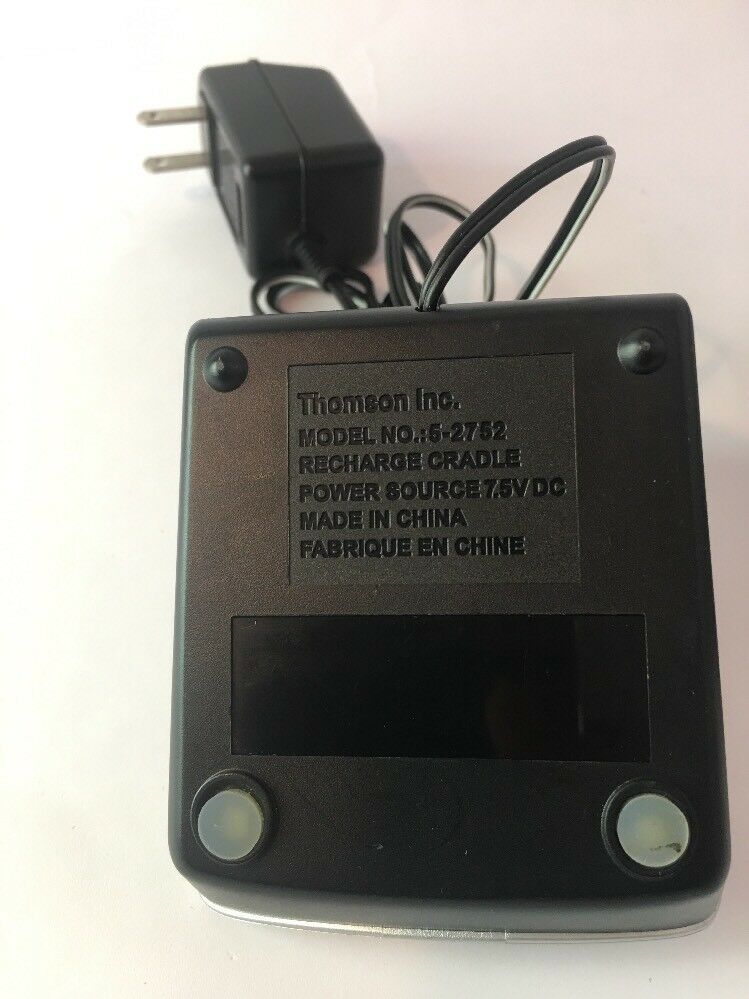 Thomson Inc.
MODEL NO.:5-2752
RECHARGE CRADLE
POWER SOURCE 7.5V DC
MADE IN CHINA
FABRIQUE EN CHINE